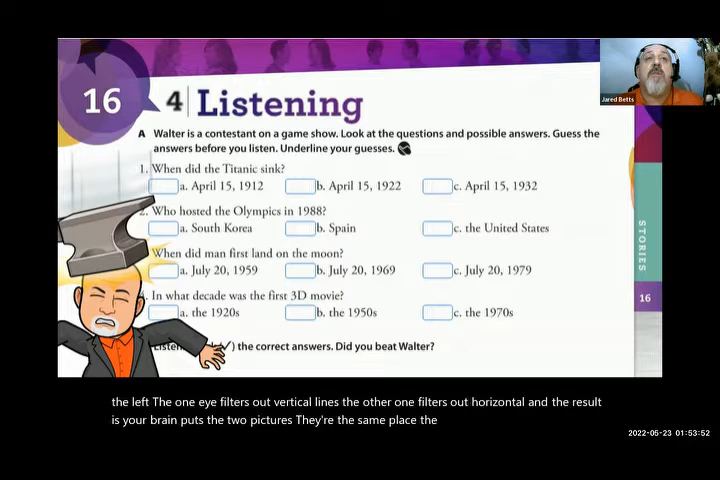 16
4 Listening
Jared Betts
A Walter is a contestant on a game show. Look at the questions and possible answers. Guess the
answers before you listen. Underline your guesses.
1. When did the Titanic sink?
a. April 15, 1912 b. April 15, 1922 c. April 15, 1932
2. Who hosted the Olympics in 1988?
a. South Korea b. Spain c. the United States
When did man first land on the moon?
a. July 20, 1959 b. July 20, 1969 c. July 20, 1979
In what decade was the first 3D movie?
a. the 1920s b. the 1950s c. the 1970s
Listen (✓) the correct answers. Did you beat Walter?
STORIES
16
the left The one eye filters out vertical lines the other one filters out horizontal and the result
is your brain puts the two pictures They're the same place the
2022-05-23 01:53:52